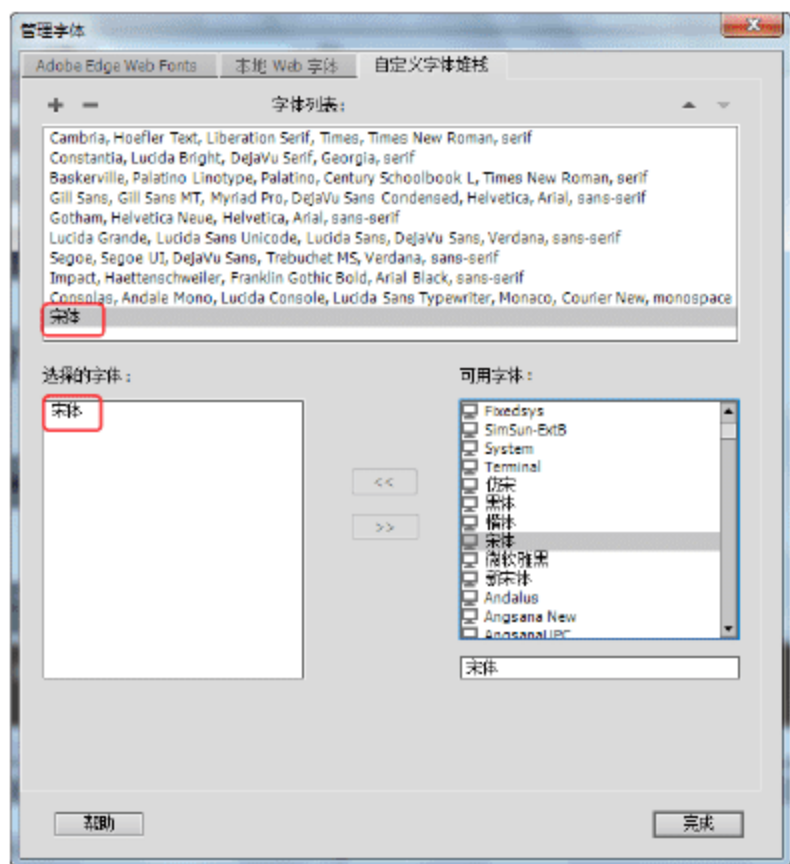 管理字体
Adobe Edge Web Fonts 本地 Web 字体 自定义字体堆栈
字体列表：
Cambria, Hoefler Text, Liberation Serif, Times, Times New Roman, serif
Constantia, Lucida Bright, DejaVu Serif, Georgia, serif
Baskerville, Palatino Linotype, Palatino, Century Schoolbook L, Times New Roman, serif
Gill Sans, Gill Sans MT, Myriad Pro, DejaVu Sans Condensed, Helvetica, Arial, sans-serif
Gotham, Helvetica Neue, Helvetica, Arial, sans-serif
Lucida Grande, Lucida Sans Unicode, Lucida Sans, DejaVu Sans, Verdana, sans-serif
Segoe, Segoe UI, DejaVu Sans, Trebuchet MS, Verdana, sans-serif
Impact, Haettenschweiler, Franklin Gothic Bold, Arial Black, sans-serif
Consolas, Andale Mono, Lucida Console, Lucida Sans Typewriter, Monaco, Courier New, monospace
宋体
选择的字体：
宋体
<<
>>
可用字体：
Fixedsys
SimSun-ExtB
System
Terminal
仿宋
黑体
楷体
宋体
微软雅黑
新宋体
Andalus
Angsana New
AngsanaUPC
宋体
帮助
完成